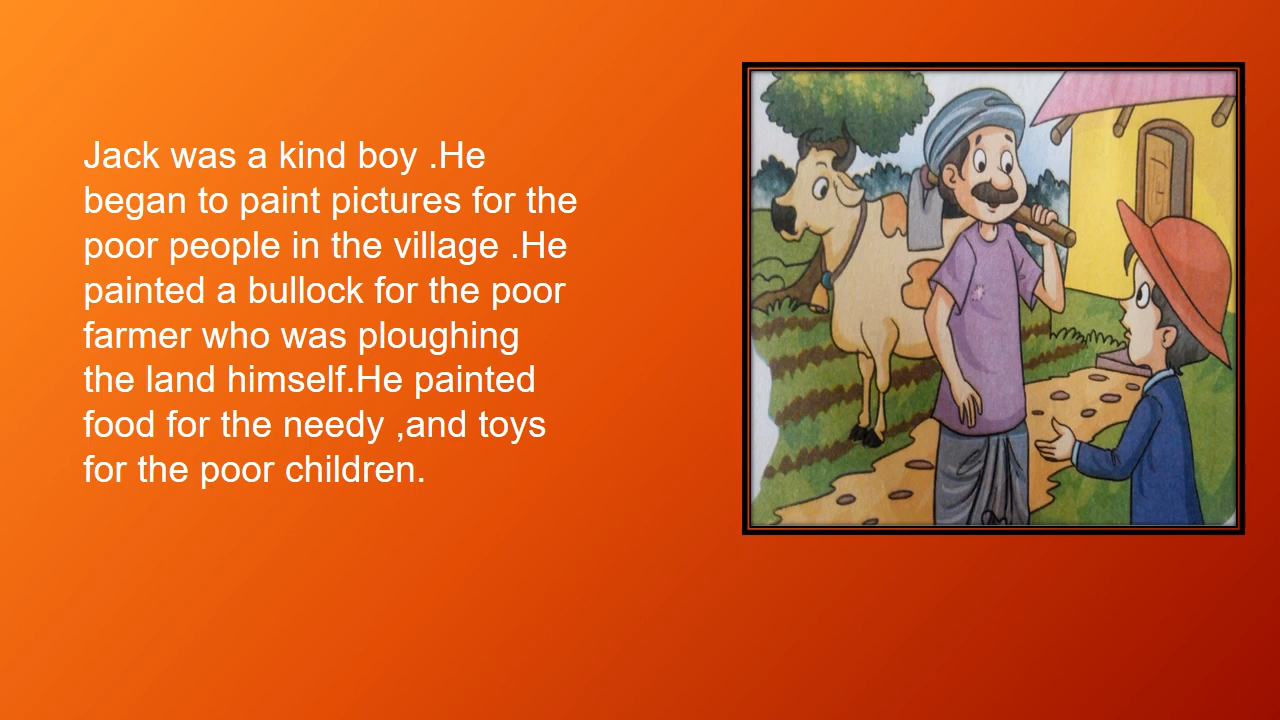 Jack was a kind boy .He
began to paint pictures for the
poor people in the village .He
painted a bullock for the poor
farmer who was ploughing
the land himself.He painted
food for the needy ,and toys
for the poor children.